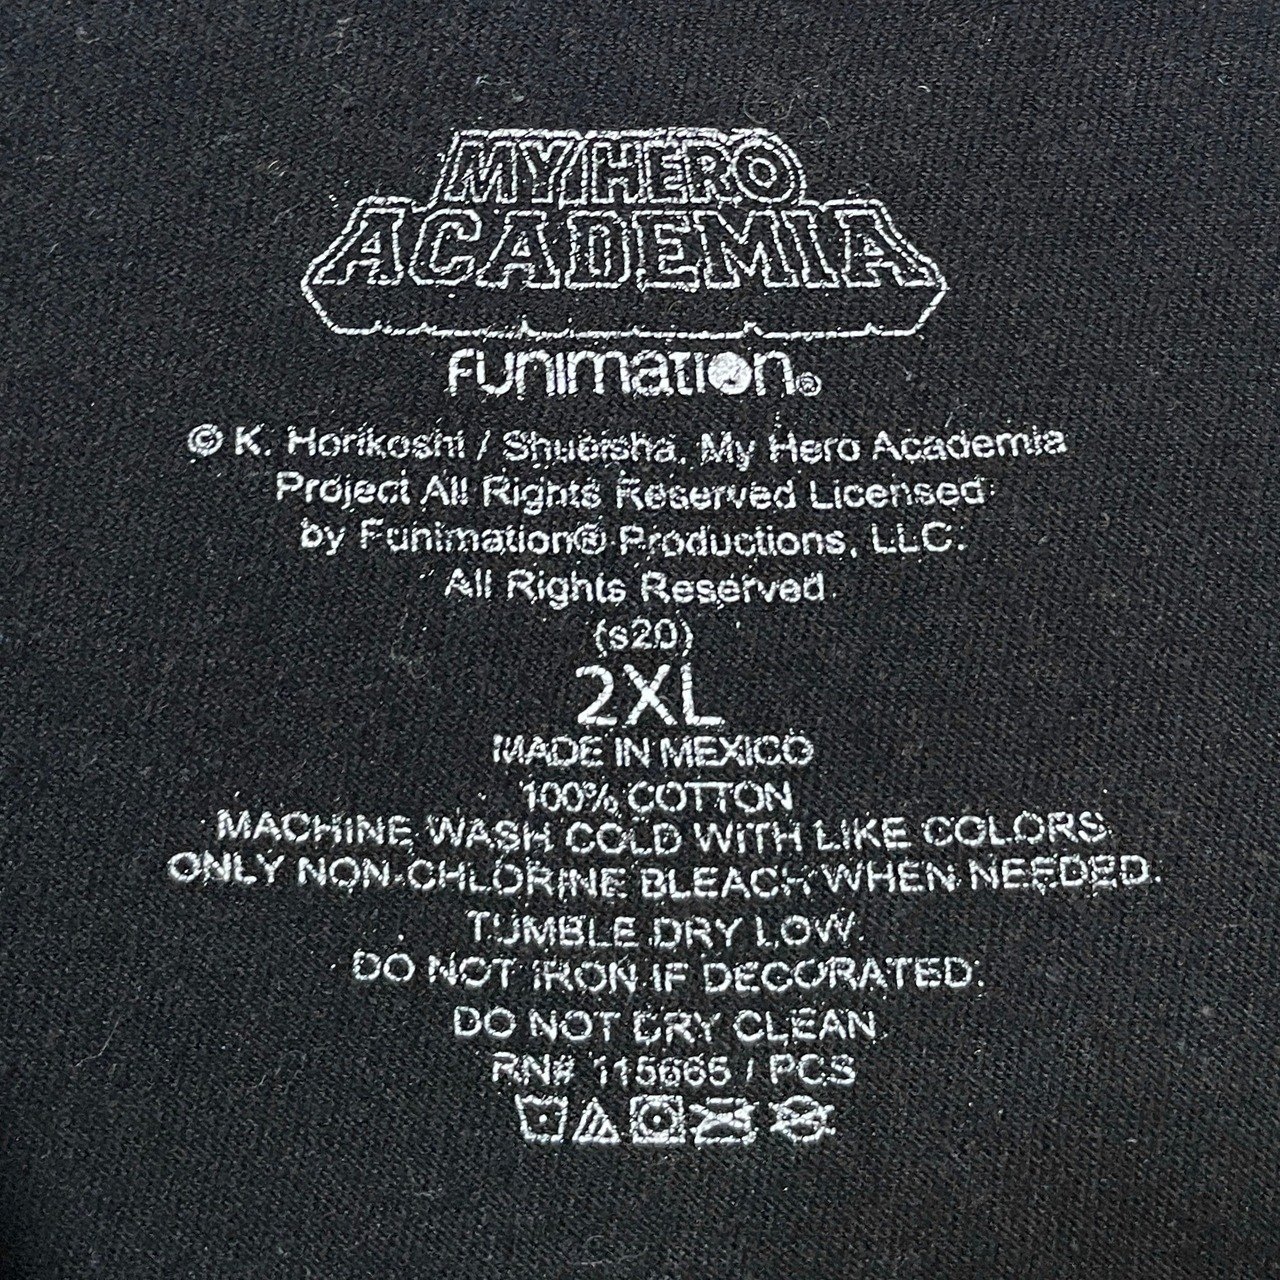 MY HERO
ACADEMIA
Funimation®
© K. Horikoshi / Shueisha, My Hero Academia
Project All Rights Reserved Licensed
by Funimation® Productions, LLC.
All Rights Reserved.
(s20)
2XL
MADE IN MEXICO
100% COTTON
MACHINE WASH COLD WITH LIKE COLORS
ONLY NON-CHLORINE BLEACH WHEN NEEDED.
TUMBLE DRY LOW.
DO NOT IRON IF DECORATED.
DO NOT DRY CLEAN.
RN# 115665 / PCS